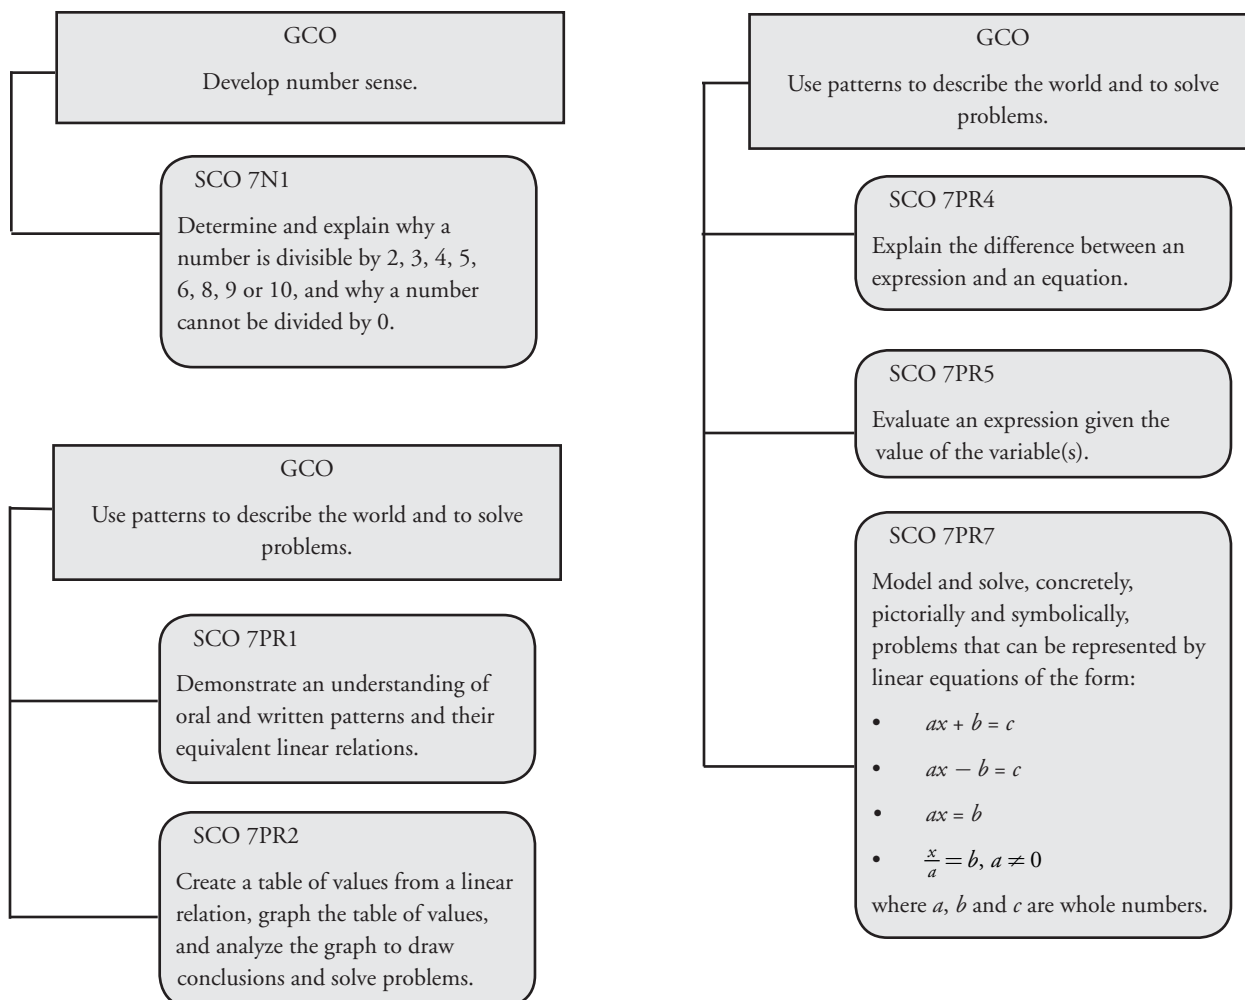 GCO
Develop number sense.
SCO 7N1
Determine and explain why a
number is divisible by 2, 3, 4, 5,
6, 8, 9 or 10, and why a number
cannot be divided by 0.
GCO
Use patterns to describe the world and to solve
problems.
SCO 7PR1
Demonstrate an understanding of
oral and written patterns and their
equivalent linear relations.
SCO 7PR2
Create a table of values from a linear
relation, graph the table of values,
and analyze the graph to draw
conclusions and solve problems.
GCO
Use patterns to describe the world and to solve
problems.
SCO 7PR4
Explain the difference between an
expression and an equation.
SCO 7PR5
Evaluate an expression given the
value of the variable(s).
SCO 7PR7
Model and solve, concretely,
pictorially and symbolically,
problems that can be represented by
linear equations of the form:
• ax + b = c
• ax − b = c
• ax = b
• x/a = b, a ≠ 0
where a, b and c are whole numbers.